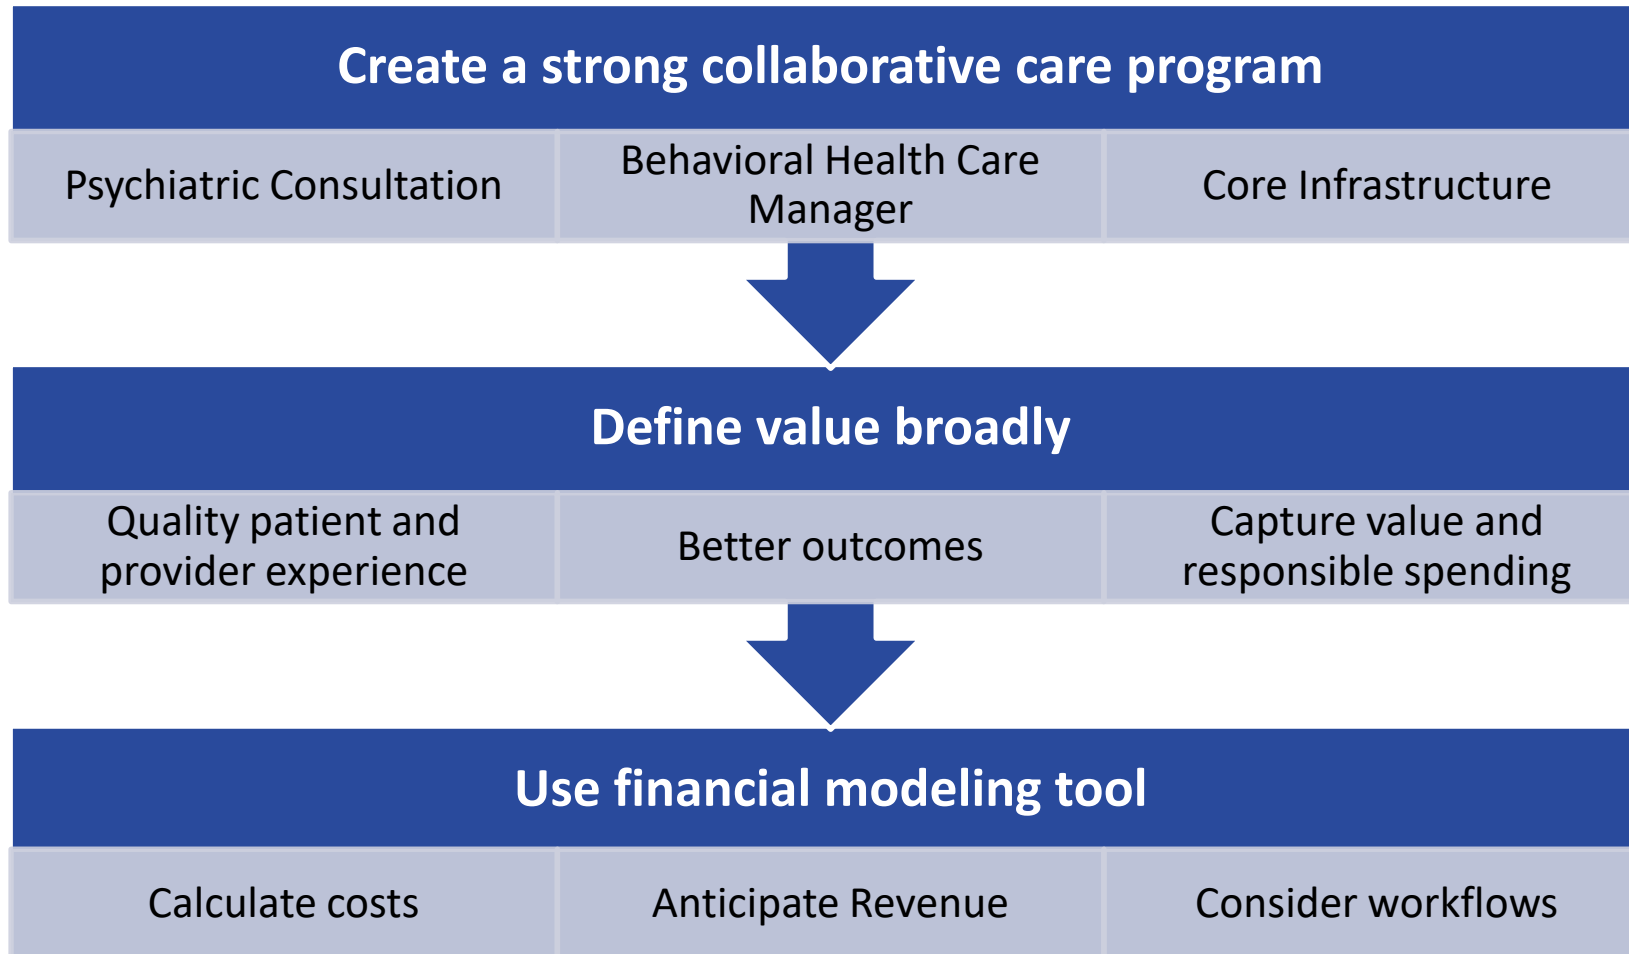 Create a strong collaborative care program
Psychiatric Consultation
Behavioral Health Care
Manager
Core Infrastructure
Define value broadly
Quality patient and
provider experience
Better outcomes
Capture value and
responsible spending
Use financial modeling tool
Calculate costs
Anticipate Revenue
Consider workflows